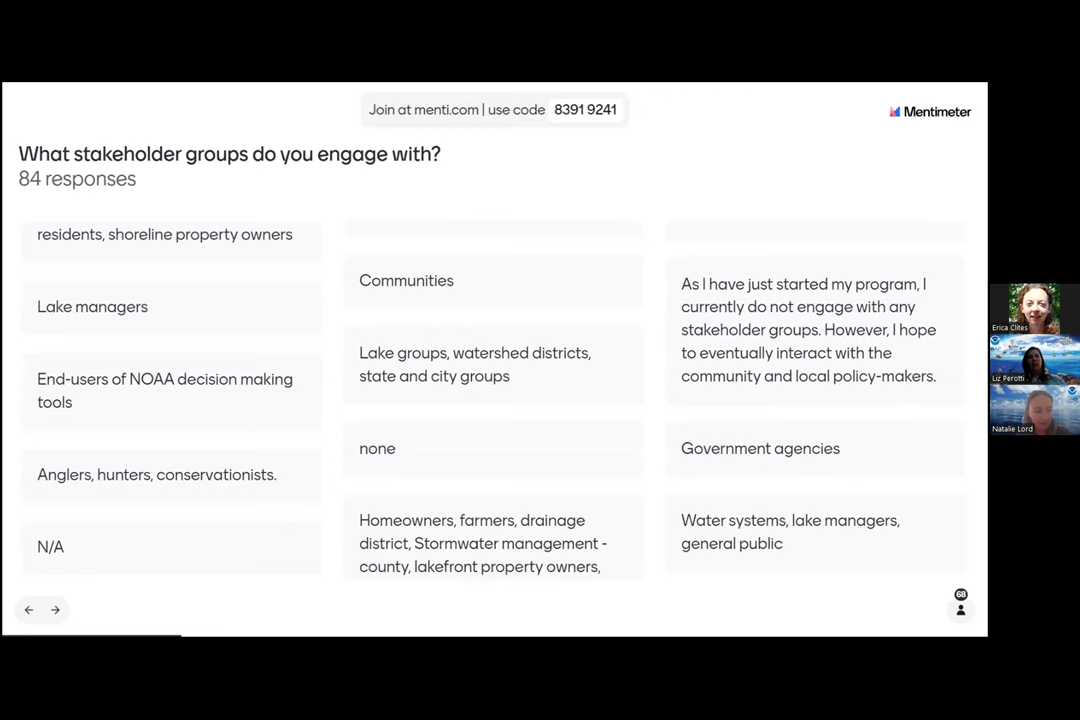 Join at menti.com | use code 8391 9241
Mentimeter
What stakeholder groups do you engage with?
84 responses
residents, shoreline property owners
Lake managers
End-users of NOAA decision making
tools
Anglers, hunters, conservationists.
N/A
Communities
Lake groups, watershed districts,
state and city groups
none
Homeowners, farmers, drainage
district, Stormwater management -
county, lakefront property owners,
As I have just started my program, I
currently do not engage with any
stakeholder groups. However, I hope
to eventually interact with the
community and local policy-makers.
Government agencies
Water systems, lake managers,
general public
68
Erica Clites
Liz Perotti
Natalie Lord